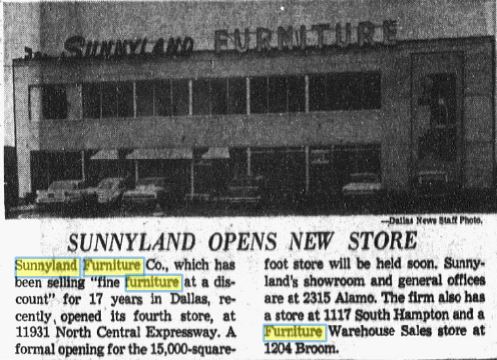 SUNNYLAND FURNITURE
—Dallas News Staff Photo.
SUNNYLAND OPENS NEW STORE
Sunnyland Furniture Co., which has
been selling "fine furniture at a dis-
count" for 17 years in Dallas, re-
cently opened its fourth store, at
11931 North Central Expressway. A
formal opening for the 15,000-square-
foot store will be held soon. Sunny-
land's showroom and general offices
are at 2315 Alamo. The firm also has
a store at 1117 South Hampton and a
Furniture Warehouse Sales store at
1204 Broom.